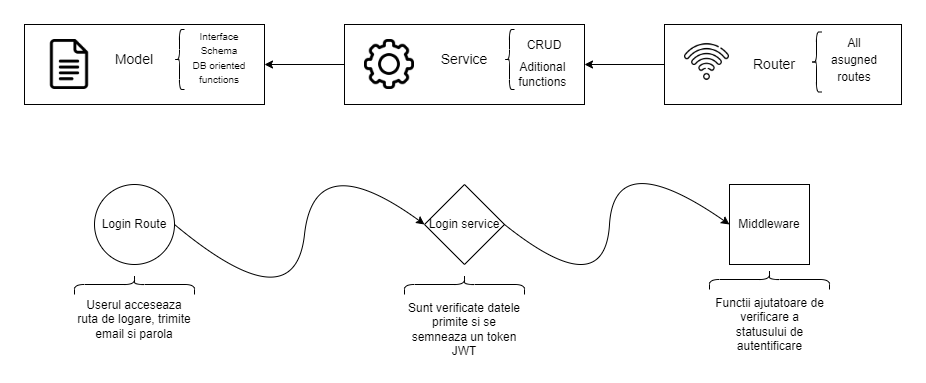 Model
Interface
Schema
DB oriented
functions
Service
CRUD
Aditional
functions
Router
All
asugned
routes
Login Route
Login service
Middleware
Userul acceseaza
ruta de logare, trimite
email si parola
Sunt verificate datele
primite si se
semneaza un token
JWT
Functii ajutatoare de
verificare a
statusului de
autentificare